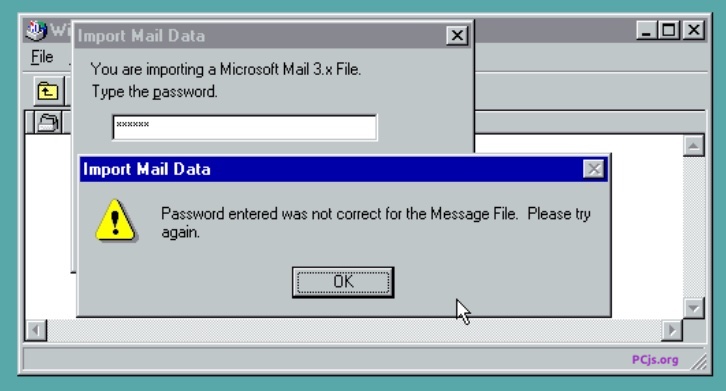 Import Mail Data
File
You are importing a Microsoft Mail 3.x File.
Type the password.
xxxxxx
Import Mail Data
Password entered was not correct for the Message File. Please try
again.
OK
PCjs.org